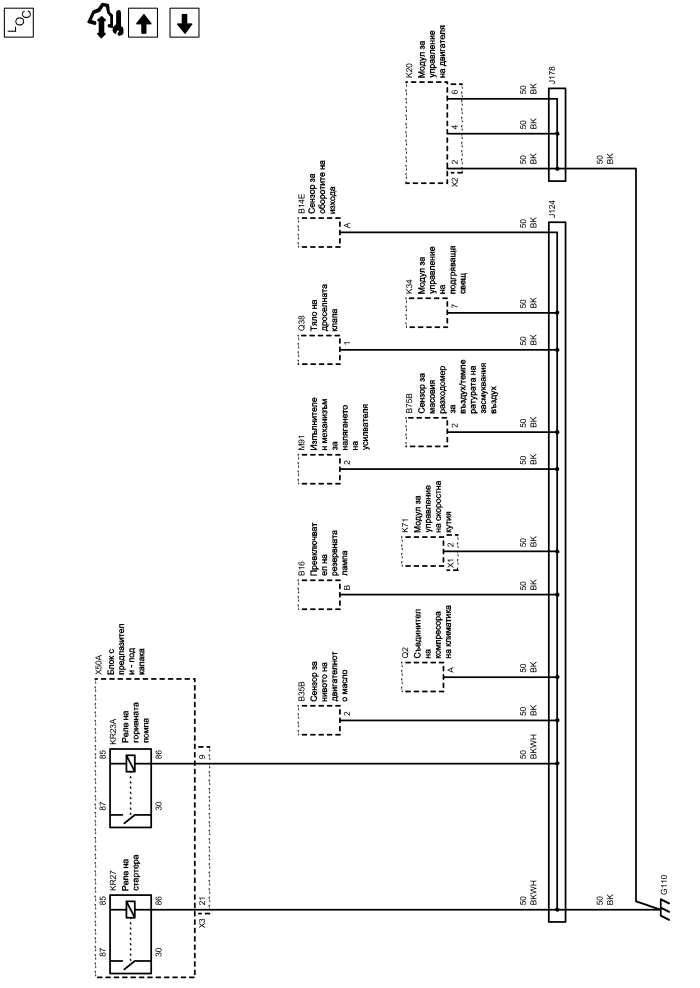 LOC
X50A
Блок с
предпазител
и - под
капака
KR27
Реле на
стартера
87
85
30
86
KR23A
Реле на
горивната
помпа
87
85
30
86
X3
21
9
B35B
Сензор за
нивото на
двигателнот
о масло
2
B16
Превключват
ел на
резервната
лампа
B
M91
Изпълнителе
н механизъм
за
налягането
на
усилвателя
2
Q38
Тяло на
дроселната
клапа
1
B14E
Сензор за
оборотите на
изхода
A
Q2
Съединител
на
компресора
на климатика
A
K71
Модул за
управление
на скоростна
кутия
X1
2
B75B
Сензор за
масовия
разходомер
за
въздух/темпе
ратурата на
засмуквания
въздух
2
K34
Модул за
управление
на
подгряваща
свещ
7
K20
Модул за
управление
на двигателя
X2
2
4
6
50
BKWH
50
BKWH
50
BK
50
BK
50
BK
50
BK
50
BK
50
BK
50
BK
50
BK
50
BK
J124
50
BK
50
BK
50
BK
J178
50
BK
50
BK
G110